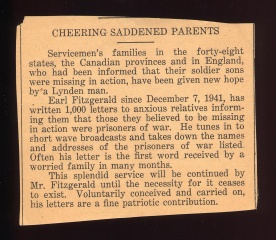 CHEERING SADDENED PARENTS
Servicemen's families in the forty-eight
states, the Canadian provinces and in England,
who had been informed that their soldier sons
were missing in action, have been given new hope
by a Lynden man.
Earl Fitzgerald since December 7, 1941, has
written 1,000 letters to anxious relatives inform-
ing them that those they believed to be missing
in action were prisoners of war. He tunes in to
short wave broadcasts and takes down the names
and addresses of the prisoners of war listed.
Often his letter is the first word received by a
worried family in many months.
This splendid service will be continued by
Mr. Fitzgerald until the necessity for it ceases
to exist. Voluntarily conceived and carried on,
his letters are a fine patriotic contribution.